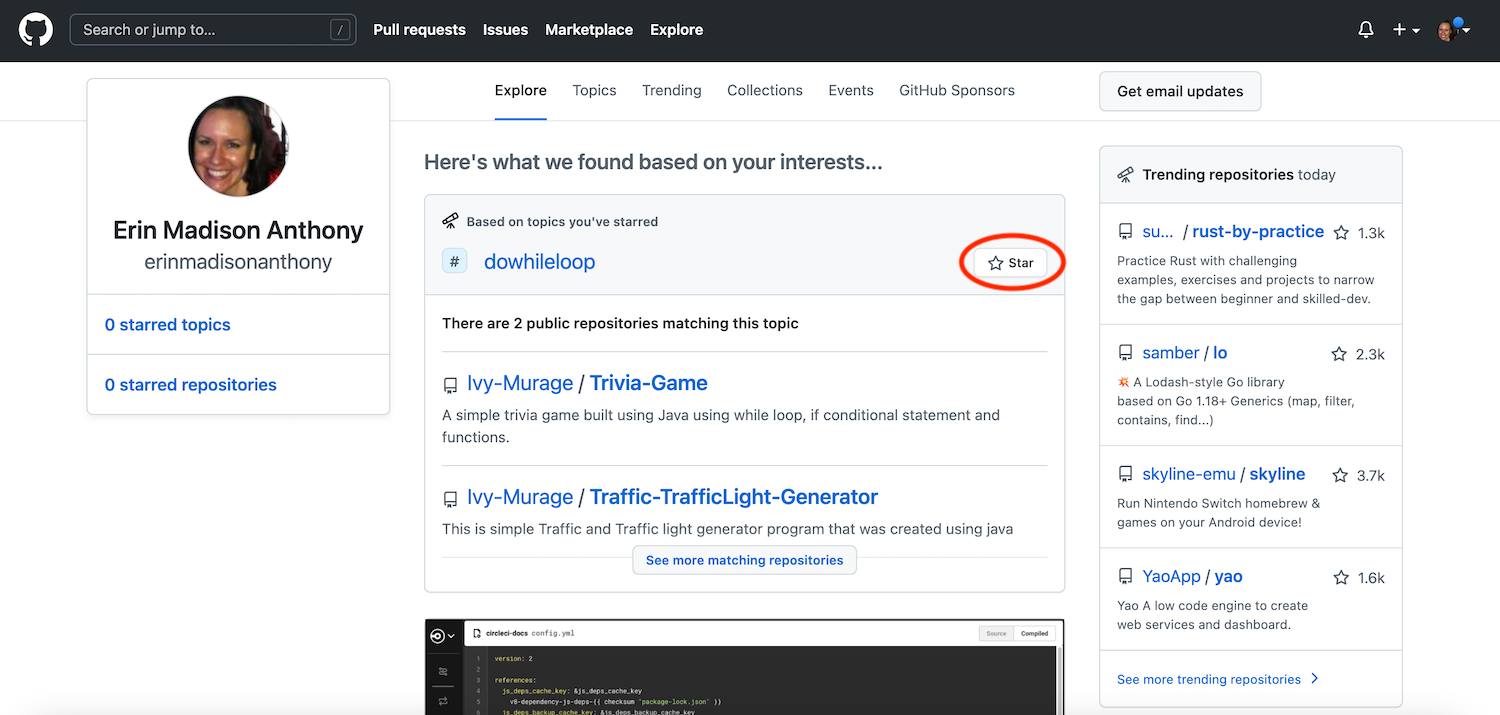 Search or jump to...
/
Pull requests
Issues
Marketplace
Explore
Explore
Topics
Trending
Collections
Events
GitHub Sponsors
Get email updates
Erin Madison Anthony
erinmadisonanthony
0 starred topics
0 starred repositories
Here's what we found based on your interests...
Based on topics you've starred
# dowhileloop
Star
There are 2 public repositories matching this topic
Ivy-Murage / Trivia-Game
A simple trivia game built using Java using while loop, if conditional statement and
functions.
Ivy-Murage / Traffic-TrafficLight-Generator
This is simple Traffic and Traffic light generator program that was created using java
See more matching repositories
circleci-docs config.yml
Source
Compiled
1 version: 2
2
3 references:
4 js_deps_cache_key: &js_deps_cache_key
5 v8-dependency-js-deps-{{ checksum "package-lock.json" }}
6 js_deps_backup_cache_key: &js_deps_backup_cache_key
Trending repositories today
su... / rust-by-practice 1.3k
Practice Rust with challenging
examples, exercises and projects to narrow
the gap between beginner and skilled-dev.
samber / lo 2.3k
💥 A Lodash-style Go library
based on Go 1.18+ Generics (map, filter,
contains, find...)
skyline-emu / skyline 3.7k
Run Nintendo Switch homebrew &
games on your Android device!
YaoApp / yao 1.6k
Yao A low code engine to create
web services and dashboard.
See more trending repositories